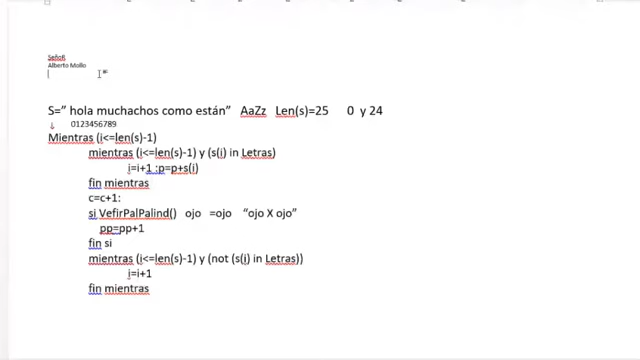 SeñoR
Alberto Mollo
S=" hola muchachos como están" AaZz Len(s)=25 0 y 24
↓ 0123456789
Mientras (i<=len(s)-1)
mientras (i<=len(s)-1) y (s(i) in Letras)
i=i+1 :p=p+s(i)
fin mientras
c=c+1:
si VefirPalPalind() ojo =ojo "ojo X ojo"
pp=pp+1
fin si
mientras (i<=len(s)-1) y (not (s(i) in Letras))
i=i+1
fin mientras